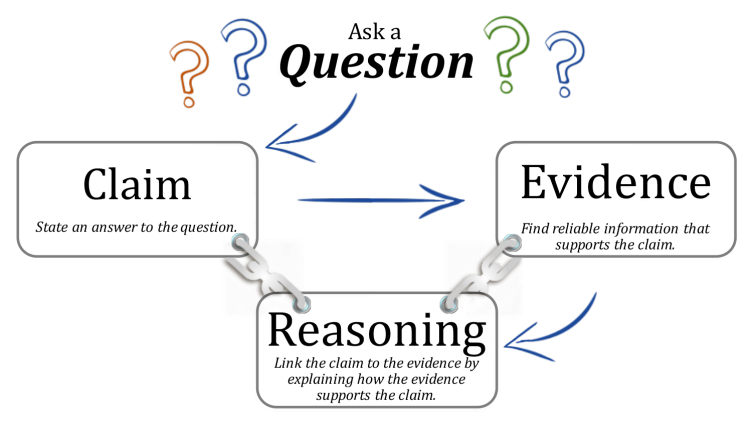 ? ? Ask a ? ?
Question
Claim
State an answer to the question.
Evidence
Find reliable information that
supports the claim.
Reasoning
Link the claim to the evidence by
explaining how the evidence
supports the claim.